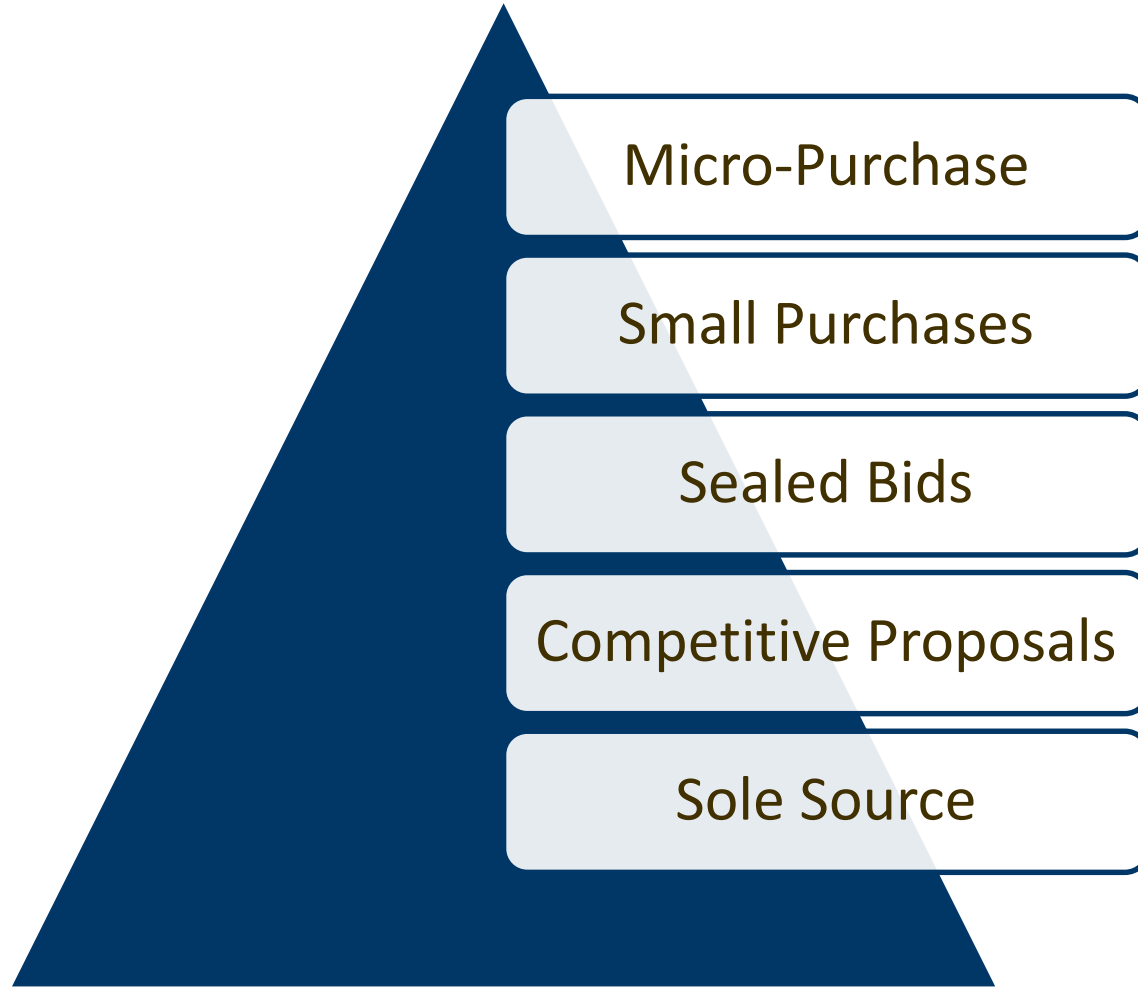 Micro-Purchase
Small Purchases
Sealed Bids
Competitive Proposals
Sole Source